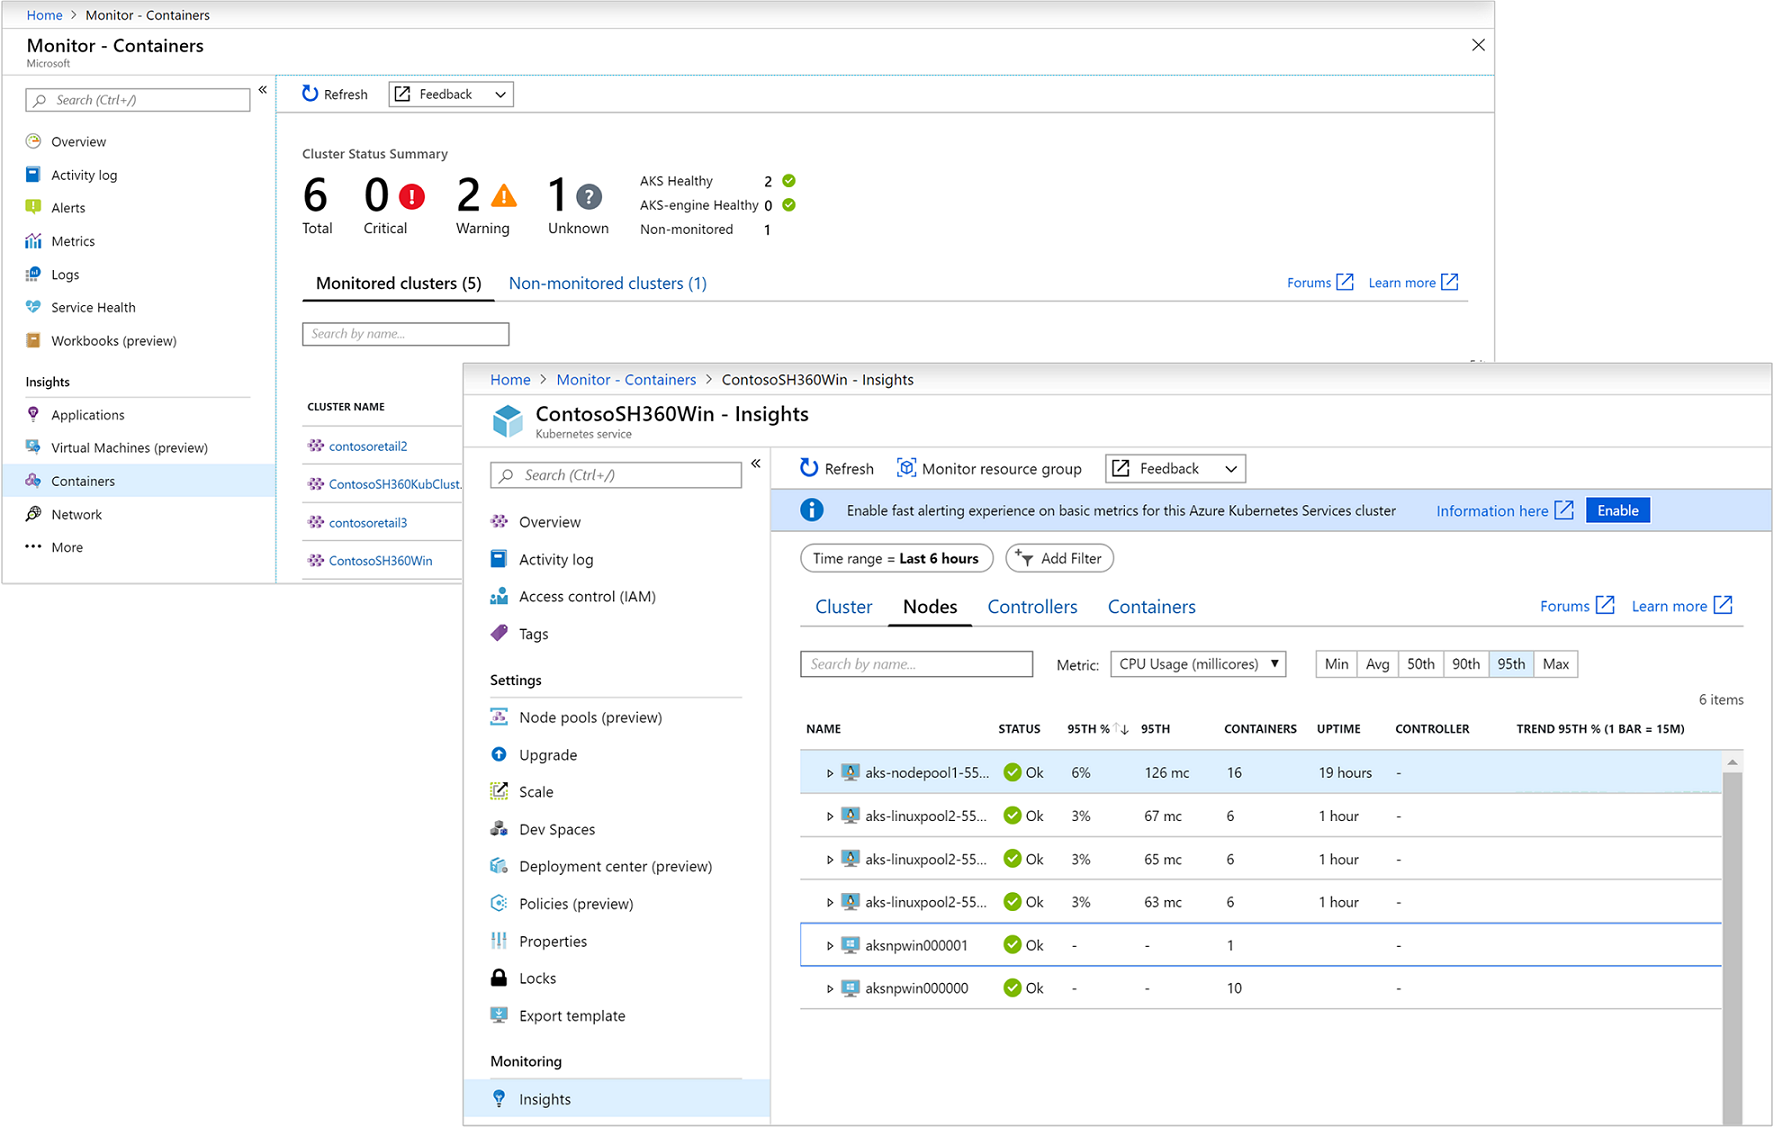 Home > Monitor - Containers
Monitor - Containers
Microsoft
Search (Ctrl+/)
Overview
Activity log
Alerts
Metrics
Logs
Service Health
Workbooks (preview)
Insights
Applications
Virtual Machines (preview)
Containers
Network
More
Refresh
Feedback
Cluster Status Summary
6 0 2 1
Total Critical Warning Unknown
AKS Healthy 2
AKS-engine Healthy 0
Non-monitored 1
Monitored clusters (5) Non-monitored clusters (1)
Forums Learn more
Search by name...
CLUSTER NAME
contosoretail2
ContosoSH360KubClust.
contosoretail3
ContosoSH360Win
Home > Monitor - Containers > ContosoSH360Win - Insights
ContosoSH360Win - Insights
Kubernetes service
Search (Ctrl+/)
Overview
Activity log
Access control (IAM)
Tags
Settings
Node pools (preview)
Upgrade
Scale
Dev Spaces
Deployment center (preview)
Policies (preview)
Properties
Locks
Export template
Monitoring
Insights
Refresh Monitor resource group Feedback
Enable fast alerting experience on basic metrics for this Azure Kubernetes Services cluster Information here Enable
Time range = Last 6 hours Add Filter
Cluster Nodes Controllers Containers Forums Learn more
Search by name... Metric: CPU Usage (millicores) Min Avg 50th 90th 95th Max
6 items
NAME STATUS 95TH % 95TH CONTAINERS UPTIME CONTROLLER TREND 95TH % (1 BAR = 15M)
aks-nodepool1-55... Ok 6% 126 mc 16 19 hours -
aks-linuxpool2-55... Ok 3% 67 mc 6 1 hour -
aks-linuxpool2-55... Ok 3% 65 mc 6 1 hour -
aks-linuxpool2-55... Ok 3% 63 mc 6 1 hour -
aksnpwin000001 Ok - - 1 -
aksnpwin000000 Ok - - 10 -